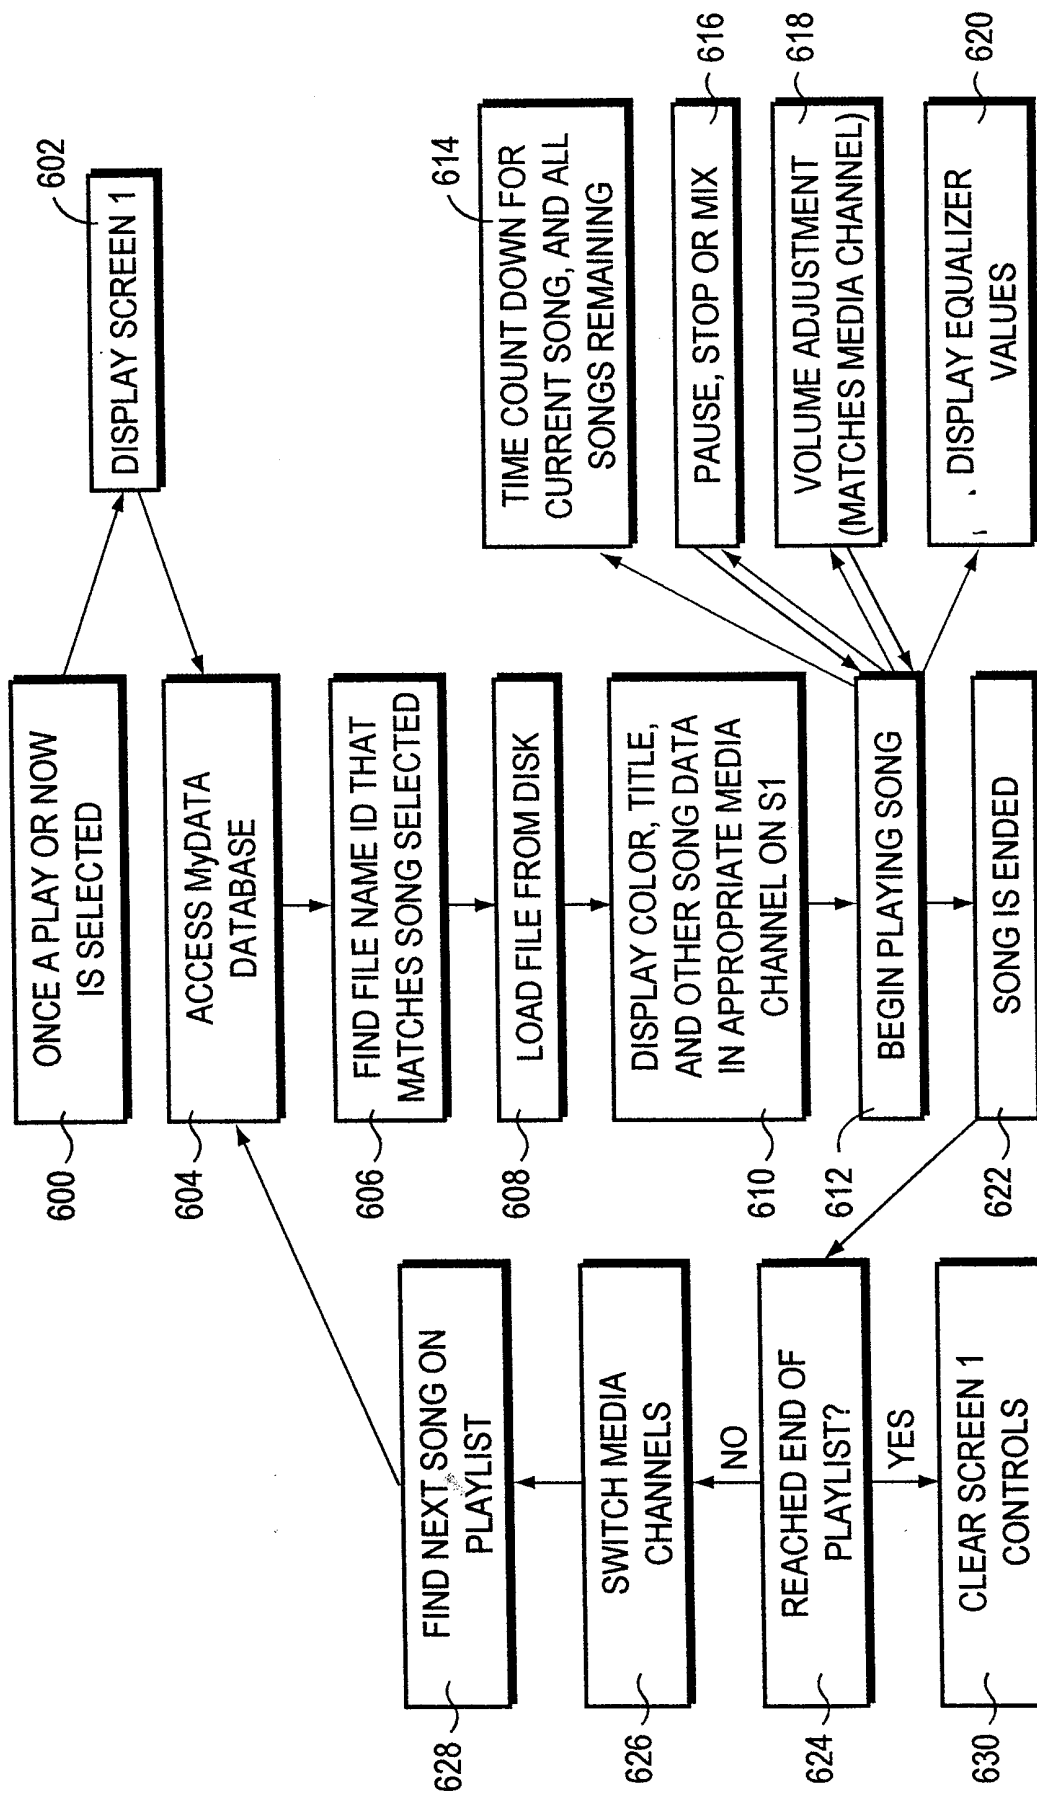 600
ONCE A PLAY OR NOW
IS SELECTED
602
DISPLAY SCREEN 1
604
ACCESS MyDATA
DATABASE
606
FIND FILE NAME ID THAT
MATCHES SONG SELECTED
608
LOAD FILE FROM DISK
610
DISPLAY COLOR, TITLE,
AND OTHER SONG DATA
IN APPROPRIATE MEDIA
CHANNEL ON S1
612
BEGIN PLAYING SONG
614
TIME COUNT DOWN FOR
CURRENT SONG, AND ALL
SONGS REMAINING
616
PAUSE, STOP OR MIX
618
VOLUME ADJUSTMENT
(MATCHES MEDIA CHANNEL)
620
DISPLAY EQUALIZER
VALUES
622
SONG IS ENDED
624
REACHED END OF
PLAYLIST?
NO
YES
626
SWITCH MEDIA
CHANNELS
628
FIND NEXT SONG ON
PLAYLIST
630
CLEAR SCREEN 1
CONTROLS